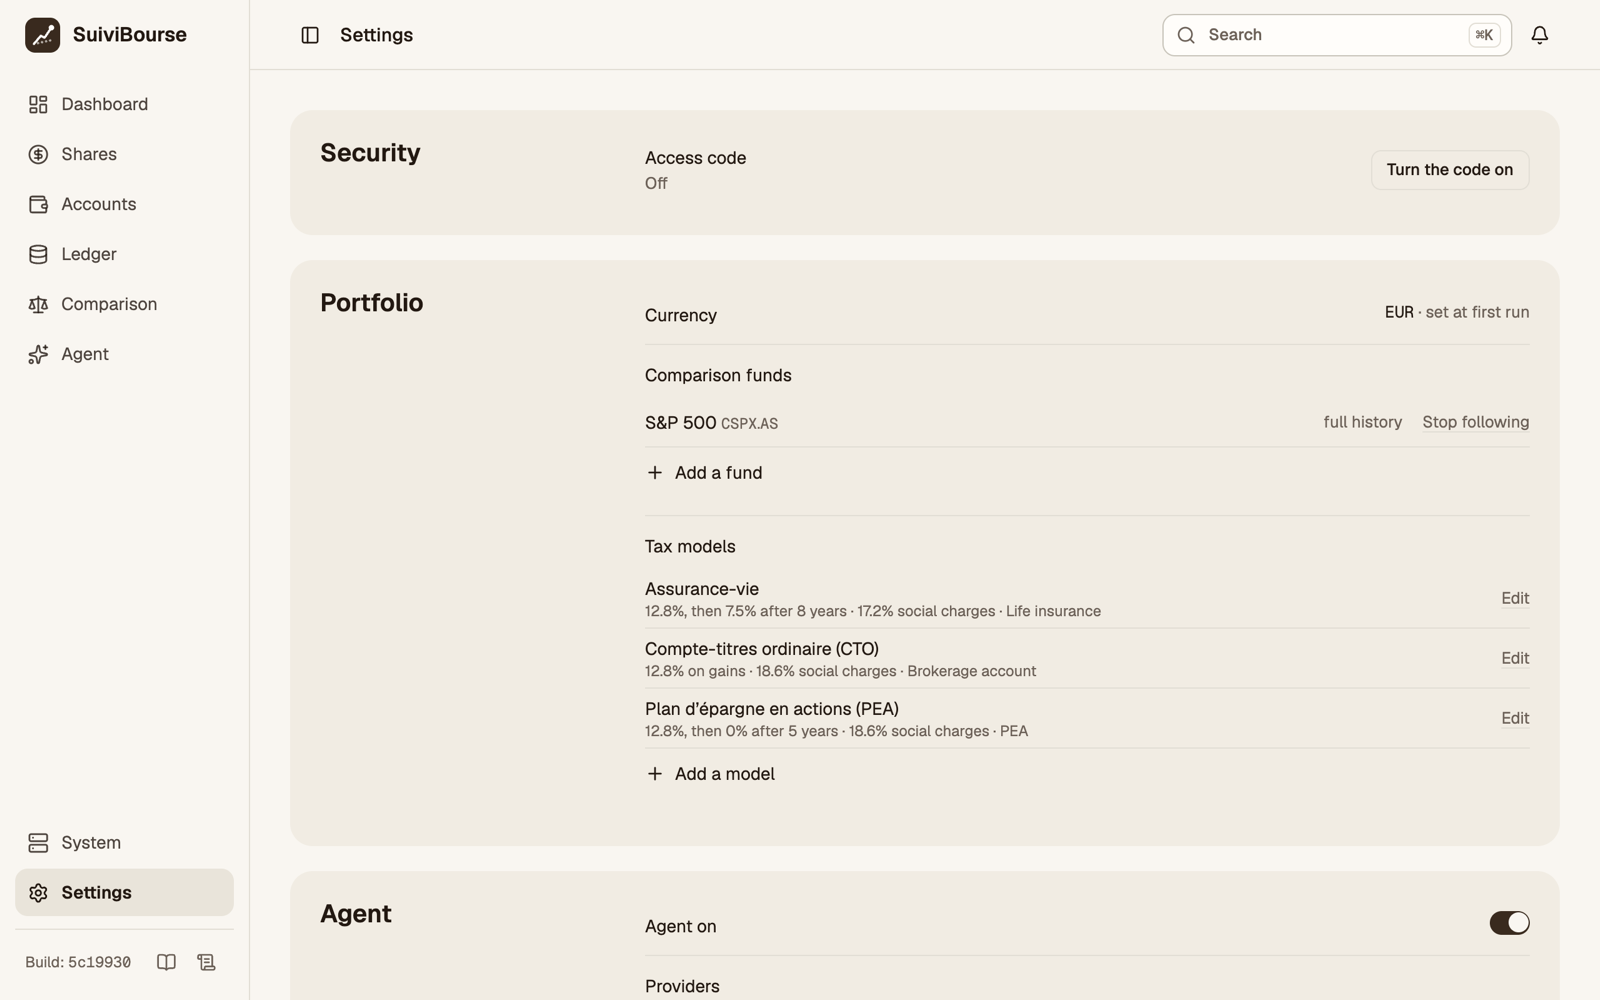 SuiviBourse
Settings
Search
⌘K
Dashboard
Shares
Accounts
Ledger
Comparison
Agent
System
Settings
Build: 5c19930
Security
Access code
Off
Turn the code on
Portfolio
Currency
EUR · set at first run
Comparison funds
S&P 500 CSPX.AS
full history
Stop following
Add a fund
Tax models
Assurance-vie
12.8%, then 7.5% after 8 years · 17.2% social charges · Life insurance
Edit
Compte-titres ordinaire (CTO)
12.8% on gains · 18.6% social charges · Brokerage account
Edit
Plan d’épargne en actions (PEA)
12.8%, then 0% after 5 years · 18.6% social charges · PEA
Edit
Add a model
Agent
Agent on
Providers